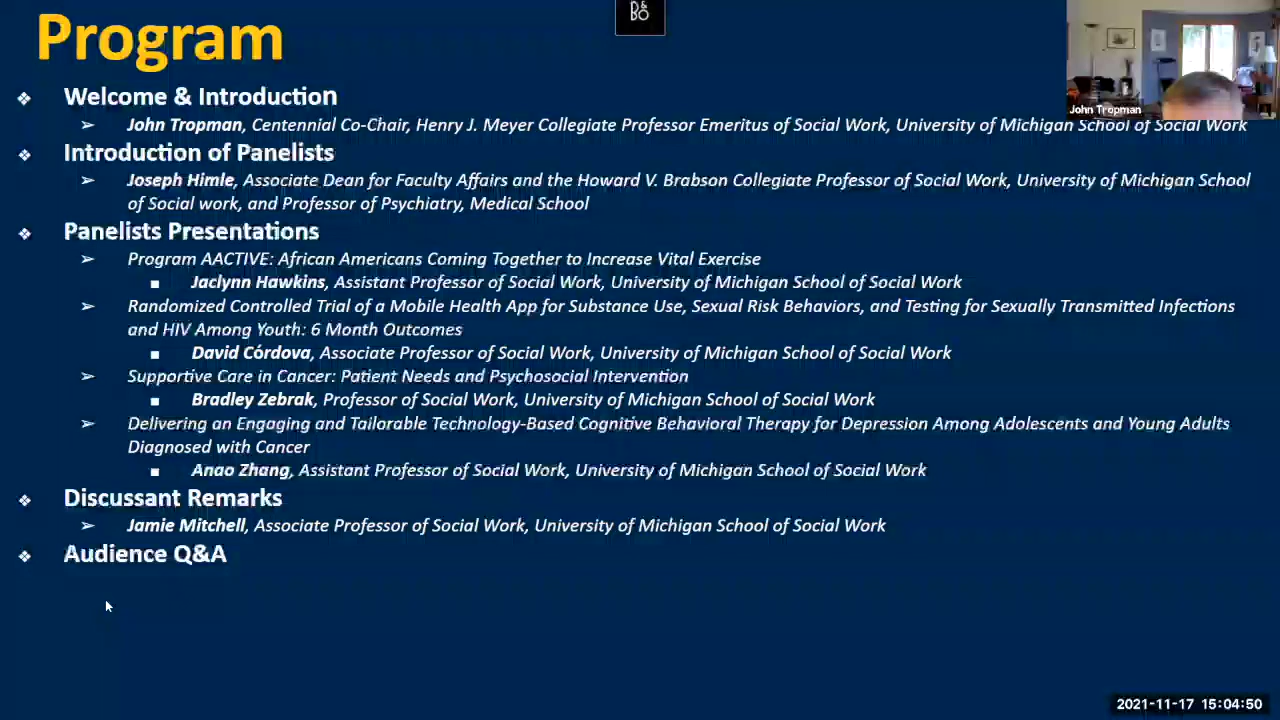 Program
B&O
John Tropman
Welcome & Introduction
John Tropman, Centennial Co-Chair, Henry J. Meyer Collegiate Professor Emeritus of Social Work, University of Michigan School of Social Work
Introduction of Panelists
Joseph Himle, Associate Dean for Faculty Affairs and the Howard V. Brabson Collegiate Professor of Social Work, University of Michigan School
of Social work, and Professor of Psychiatry, Medical School
Panelists Presentations
Program AACTIVE: African Americans Coming Together to Increase Vital Exercise
Jaclynn Hawkins, Assistant Professor of Social Work, University of Michigan School of Social Work
Randomized Controlled Trial of a Mobile Health App for Substance Use, Sexual Risk Behaviors, and Testing for Sexually Transmitted Infections
and HIV Among Youth: 6 Month Outcomes
David Córdova, Associate Professor of Social Work, University of Michigan School of Social Work
Supportive Care in Cancer: Patient Needs and Psychosocial Intervention
Bradley Zebrak, Professor of Social Work, University of Michigan School of Social Work
Delivering an Engaging and Tailorable Technology-Based Cognitive Behavioral Therapy for Depression Among Adolescents and Young Adults
Diagnosed with Cancer
Anao Zhang, Assistant Professor of Social Work, University of Michigan School of Social Work
Discussant Remarks
Jamie Mitchell, Associate Professor of Social Work, University of Michigan School of Social Work
Audience Q&A
2021-11-17 15:04:50